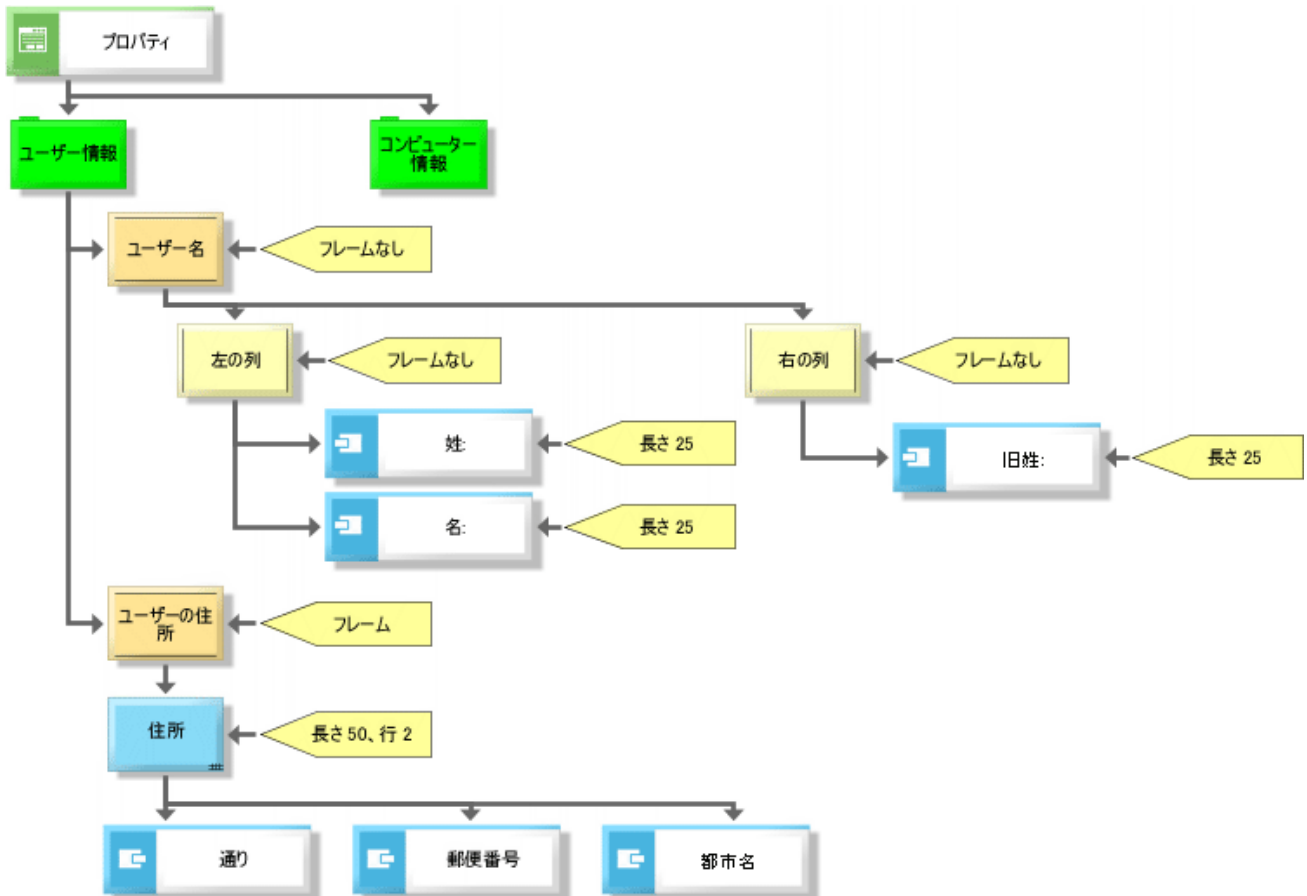 プロパティ
ユーザー情報
コンピューター
情報
ユーザー名
フレームなし
左の列
フレームなし
右の列
フレームなし
姓:
長さ 25
旧姓:
長さ 25
名:
長さ 25
ユーザーの住
所
フレーム
住所
長さ 50、行 2
通り
郵便番号
都市名